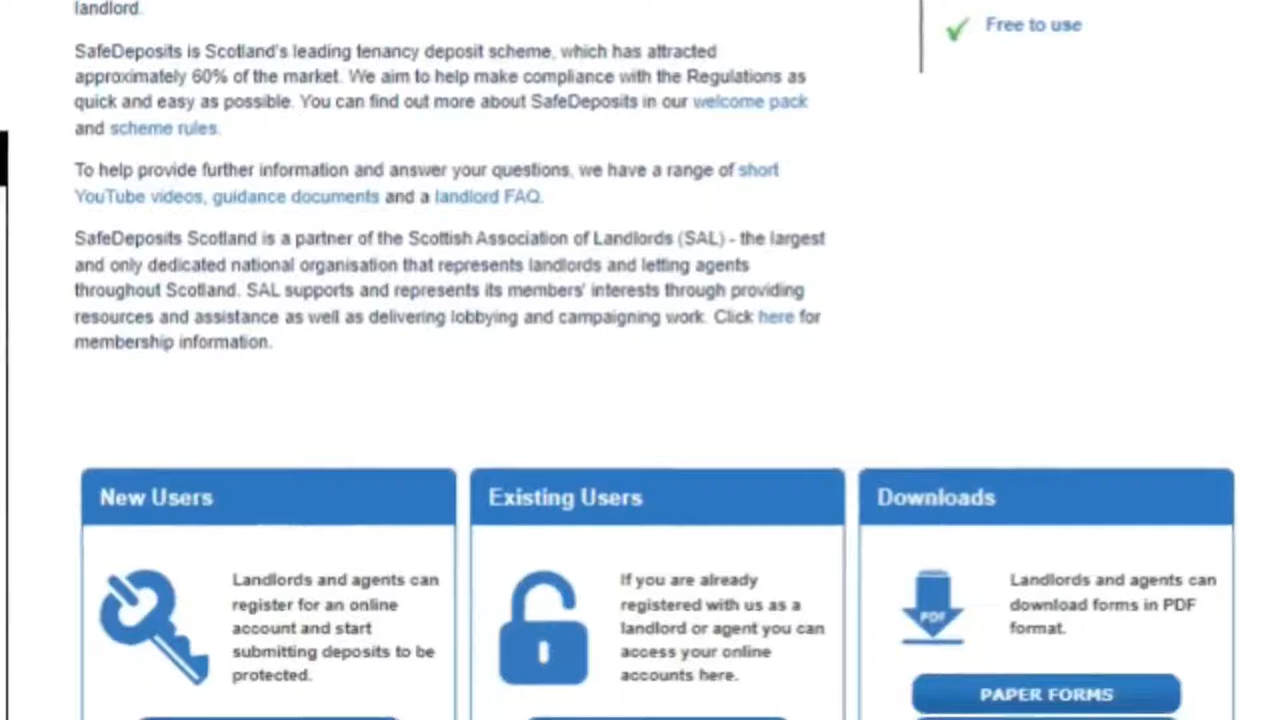 landlord.
SafeDeposits is Scotland's leading tenancy deposit scheme, which has attracted
approximately 60% of the market. We aim to help make compliance with the Regulations as
quick and easy as possible. You can find out more about SafeDeposits in our welcome pack
and scheme rules.
To help provide further information and answer your questions, we have a range of short
YouTube videos, guidance documents and a landlord FAQ.
SafeDeposits Scotland is a partner of the Scottish Association of Landlords (SAL) - the largest
and only dedicated national organisation that represents landlords and letting agents
throughout Scotland. SAL supports and represents its members' interests through providing
resources and assistance as well as delivering lobbying and campaigning work. Click here for
membership information.
Free to use
New Users
Landlords and agents can
register for an online
account and start
submitting deposits to be
protected.
Existing Users
If you are already
registered with us as a
landlord or agent you can
access your online
accounts here.
Downloads
PDF
Landlords and agents can
download forms in PDF
format.
PAPER FORMS